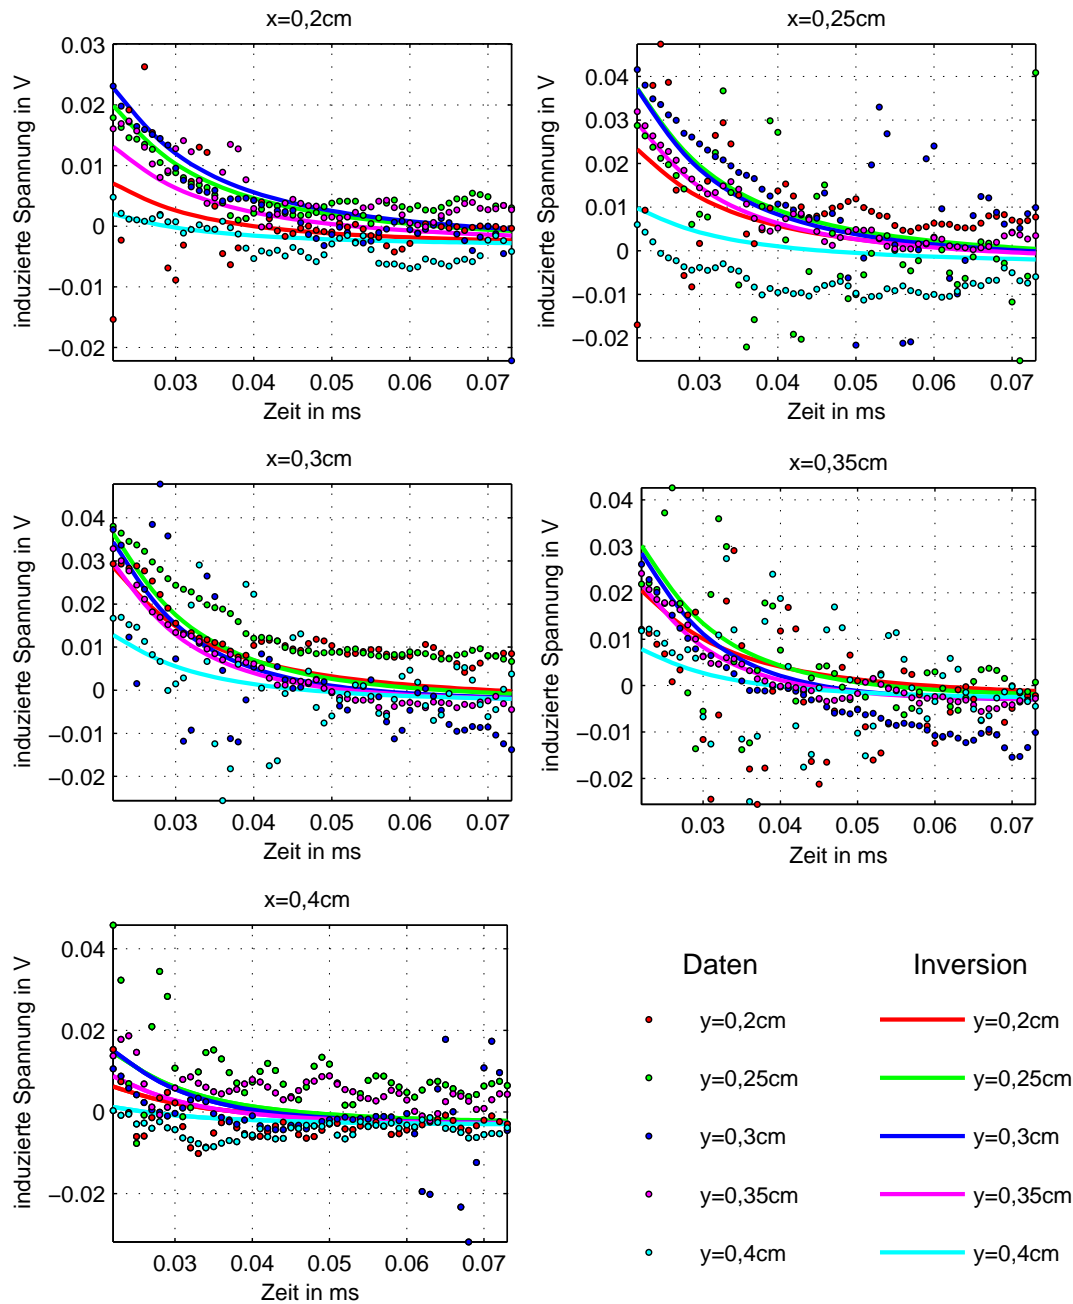 x=0,2cm
induzierte Spannung in V
0.03
0.02
0.01
0
−0.01
−0.02
0.03 0.04 0.05 0.06 0.07
Zeit in ms
x=0,25cm
induzierte Spannung in V
0.04
0.03
0.02
0.01
0
−0.01
−0.02
0.03 0.04 0.05 0.06 0.07
Zeit in ms
x=0,3cm
induzierte Spannung in V
0.04
0.03
0.02
0.01
0
−0.01
−0.02
0.03 0.04 0.05 0.06 0.07
Zeit in ms
x=0,35cm
induzierte Spannung in V
0.04
0.03
0.02
0.01
0
−0.01
−0.02
0.03 0.04 0.05 0.06 0.07
Zeit in ms
x=0,4cm
induzierte Spannung in V
0.04
0.02
0
−0.02
0.03 0.04 0.05 0.06 0.07
Zeit in ms
Daten Inversion
y=0,2cm y=0,2cm
y=0,25cm y=0,25cm
y=0,3cm y=0,3cm
y=0,35cm y=0,35cm
y=0,4cm y=0,4cm